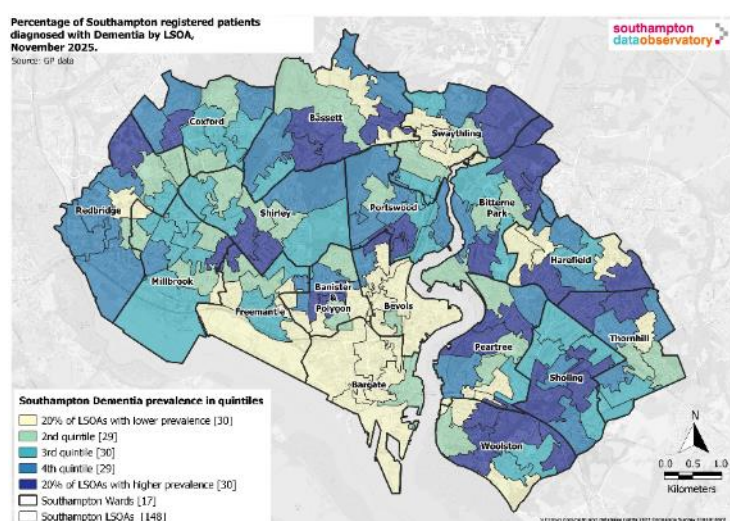 Percentage of Southampton registered patients
diagnosed with Dementia by LSOA,
November 2025.
Source: GP data
southampton
dataobservatory
Coxford
Bassett
Swaythling
Redbridge
Shirley
Portswood
Bitterne
Park
Harefield
Millbrook
Freemantle
Banister
&
Polygon
Bevois
Bargate
Peartree
Thornhill
Sholing
Woolston
Southampton Dementia prevalence in quintiles
20% of LSOAs with lower prevalence [30]
2nd quintile [29]
3rd quintile [30]
4th quintile [29]
20% of LSOAs with higher prevalence [30]
Southampton Wards [17]
Southampton LSOAs [148]
N
0.0 0.5 1.0
Kilometers